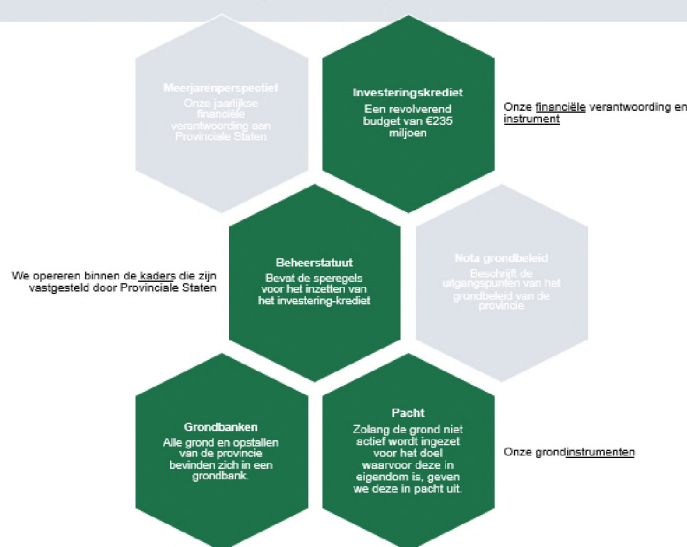 Meerjarenperspectief
Onze jaarlijkse
financiële
verantwoording aan
Provinciale Staten
Investeringskrediet
Een revolverend
budget van €235
miljoen
Onze financiële verantwoording en
instrument
We opereren binnen de kaders die zijn
vastgesteld door Provinciale Staten
Beheerstatuut
Bevat de speregels
voor het inzetten van
het investering-krediet
Nota grondbeleid
Beschrijft de
uitgangspunten van het
grondbeleid van de
provincie
Grondbanken
Alle grond en opstallen
van de provincie
bevinden zich in een
grondbank.
Pacht
Zolang de grond niet
actief wordt ingezet
voor het doel
waarvoor deze in
eigendom is, geven
we deze in pacht uit.
Onze grondinstrumenten